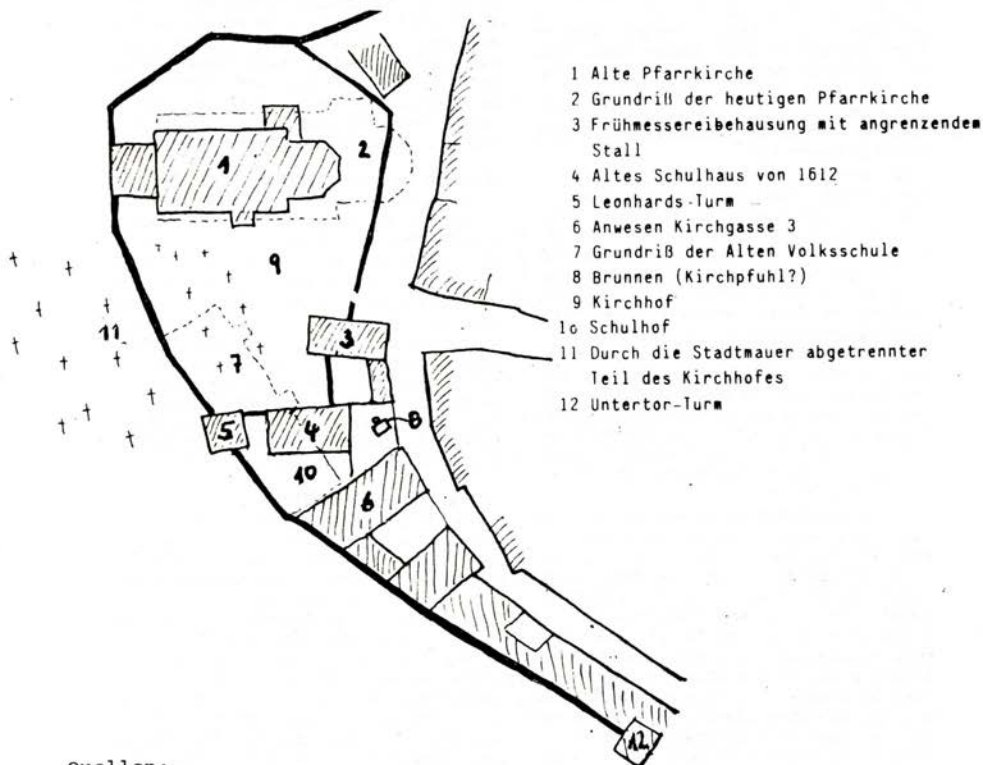 1 Alte Pfarrkirche
2 Grundriß der heutigen Pfarrkirche
3 Frühmessereibehausung mit angrenzendem
Stall
4 Altes Schulhaus von 1612
5 Leonhards-Turm
6 Anwesen Kirchgasse 3
7 Grundriß der Alten Volksschule
8 Brunnen (Kirchpfuhl?)
9 Kirchhof
1o Schulhof
11 Durch die Stadtmauer abgetrennter
Teil des Kirchhofes
12 Untertor-Turm
1
2
9
11
3
7
5
4
8
10
6
12
Quellen: